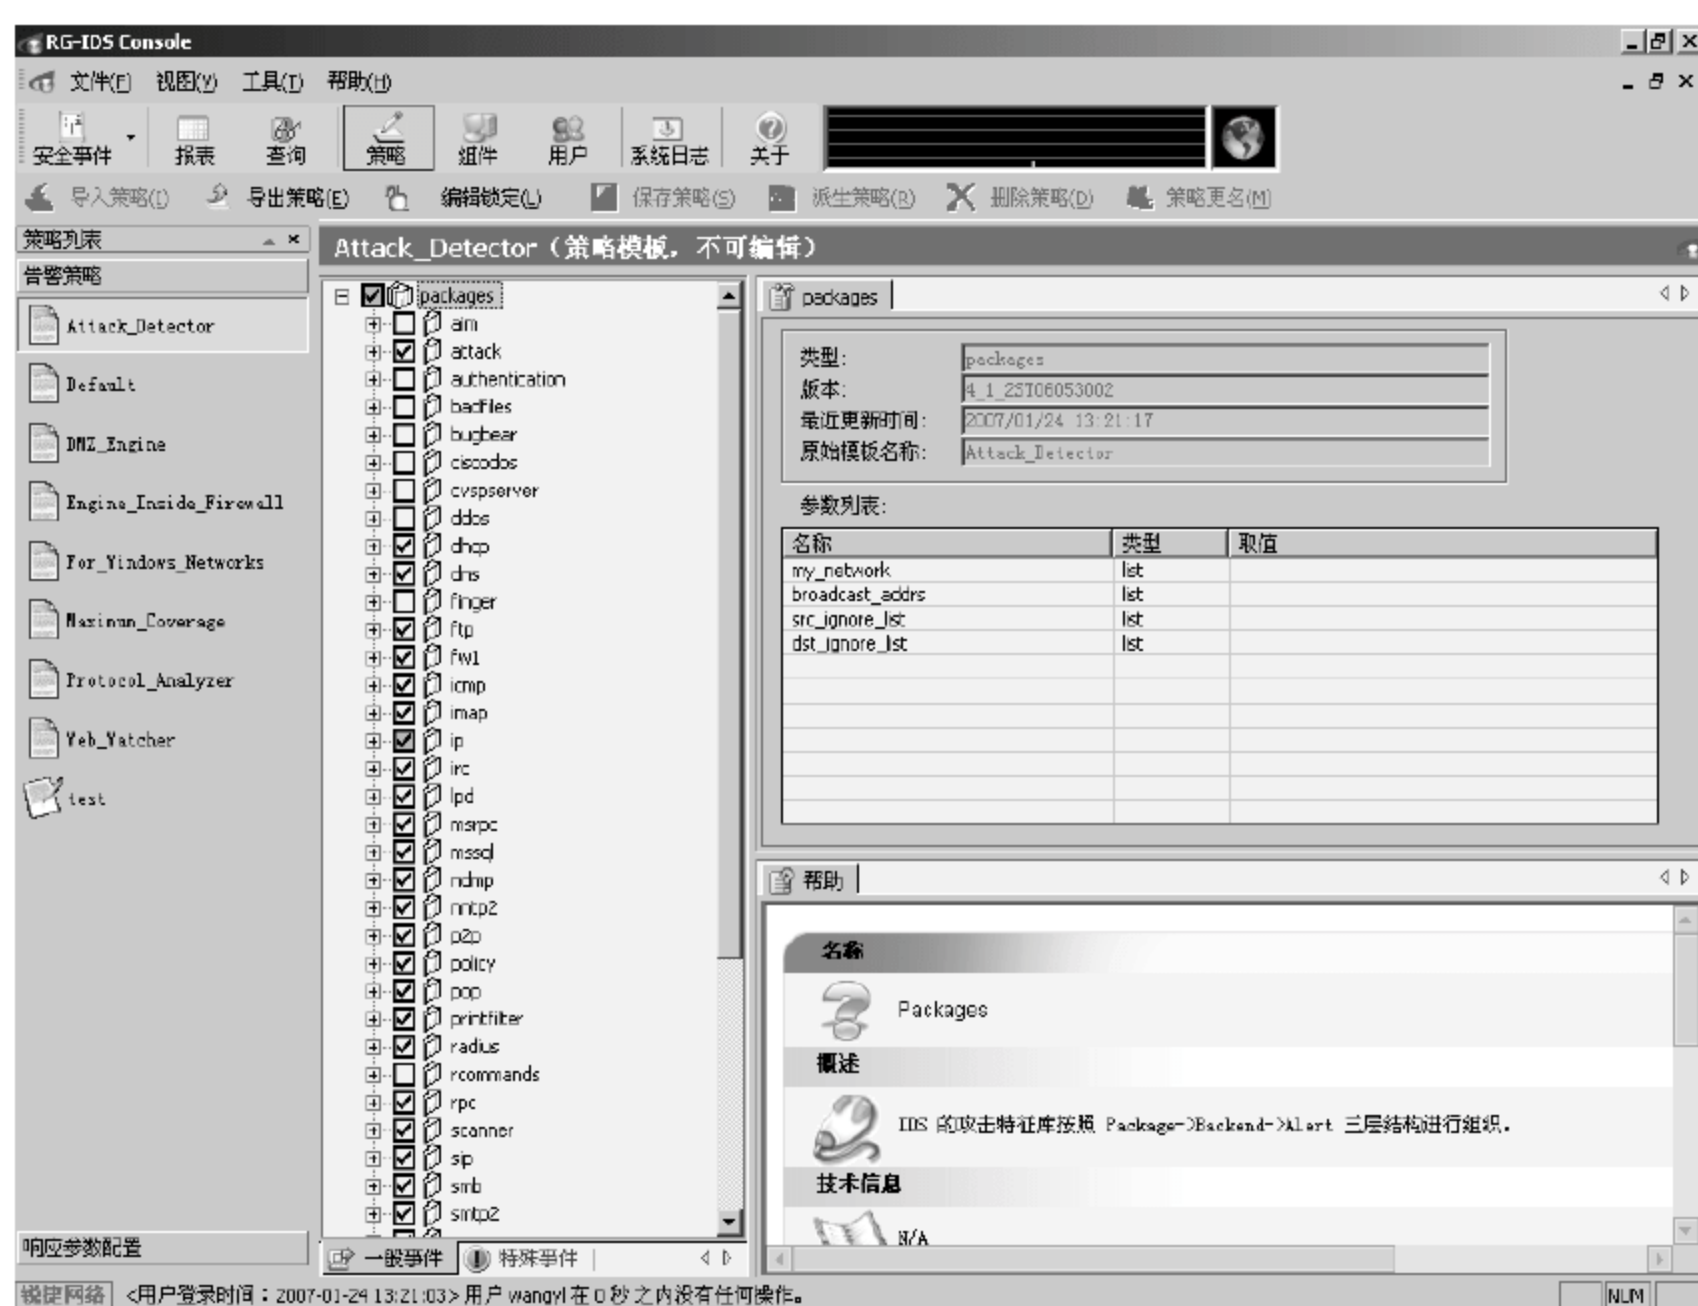 RG-IDS Console
文件(F) 视图(V) 工具(T) 帮助(H)
安全事件 报表 查询 策略 组件 用户 系统日志 关于
导入策略(I) 导出策略(E) 编辑锁定(L) 保存策略(S) 派生策略(R) 删除策略(D) 策略更名(M)
策略列表
告警策略
Attack_Detector
Default
DMZ_Engine
Engine_Inside_Firewall
For_Windows_Networks
Maximum_Coverage
Protocol_Analyzer
Web_Watcher
test
响应参数配置
Attack_Detector（策略模板，不可编辑）
packages
aim
attack
authentication
badfiles
bugbear
ciscodos
cvspserver
ddos
dhcp
dns
finger
ftp
fw1
icmp
imap
ip
irc
lpd
msrpc
mssql
ndmp
nntp2
p2p
policy
pop
printfilter
radius
rcommands
rpc
scanner
sip
smb
smtp2
一般事件 特殊事件
packages
类型: packages
版本: 4_1_2ST06053002
最近更新时间: 2007/01/24 13:21:17
原始模板名称: Attack_Detector
参数列表:
名称 类型 取值
my_network list
broadcast_addrs list
src_ignore_list list
dst_ignore_list list
帮助
名称
Packages
概述
IDS 的攻击特征库按照 Package->Backend->Alert 三层结构进行组织.
技术信息
N/A
锐捷网络 <用户登录时间：2007-01-24 13:21:03> 用户 wangyl 在 0 秒之内没有任何操作。 NUM